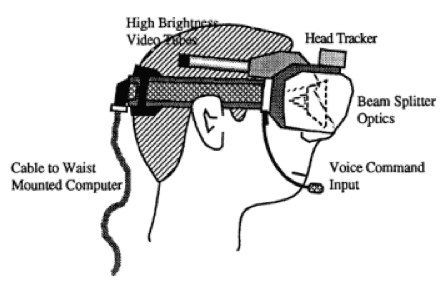 High Brightness
Video Tubes
Head Tracker
Beam Splitter
Optics
Cable to Waist
Mounted Computer
Voice Command
Input